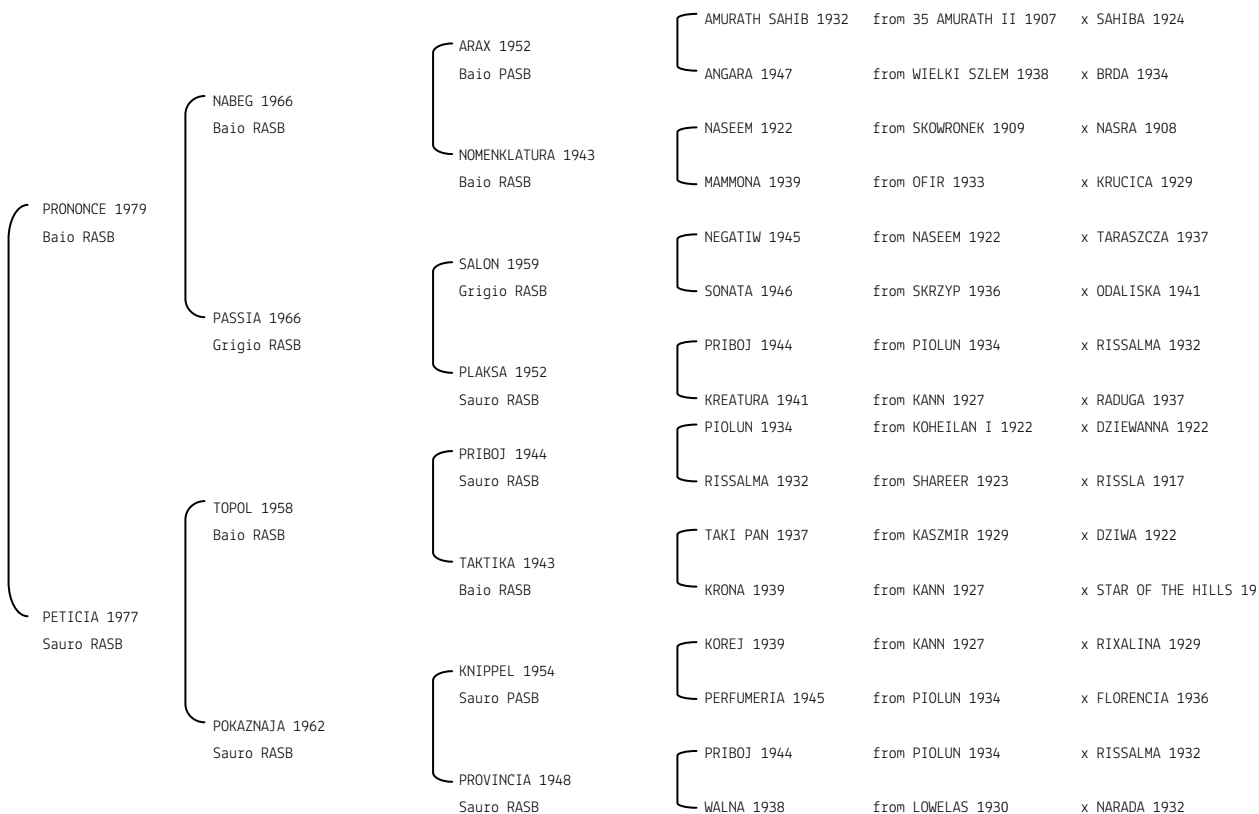 AMURATH SAHIB 1932 from 35 AMURATH II 1907 x SAHIBA 1924
ARAX 1952
Baio PASB ANGARA 1947 from WIELKI SZLEM 1938 x BRDA 1934
NABEG 1966
Baio RASB NASEEM 1922 from SKOWRONEK 1909 x NASRA 1908
NOMENKLATURA 1943
Baio RASB MAMMONA 1939 from OFIR 1933 x KRUCICA 1929
PRONONCE 1979
Baio RASB NEGATIW 1945 from NASEEM 1922 x TARASZCZA 1937
SALON 1959
Grigio RASB SONATA 1946 from SKRZYP 1936 x ODALISKA 1941
PASSIA 1966
Grigio RASB PRIBOJ 1944 from PIOLUN 1934 x RISSALMA 1932
PLAKSA 1952
Sauro RASB KREATURA 1941 from KANN 1927 x RADUGA 1937
PIOLUN 1934 from KOHEILAN I 1922 x DZIEWANNA 1922
PRIBOJ 1944
Sauro RASB RISSALMA 1932 from SHAREER 1923 x RISSLA 1917
TOPOL 1958
Baio RASB TAKI PAN 1937 from KASZMIR 1929 x DZIWA 1922
TAKTIKA 1943
Baio RASB KRONA 1939 from KANN 1927 x STAR OF THE HILLS 19
PETICIA 1977
Sauro RASB KOREJ 1939 from KANN 1927 x RIXALINA 1929
KNIPPEL 1954
Sauro PASB PERFUMERIA 1945 from PIOLUN 1934 x FLORENCIA 1936
POKAZNAJA 1962
Sauro RASB PRIBOJ 1944 from PIOLUN 1934 x RISSALMA 1932
PROVINCIA 1948
Sauro RASB WALNA 1938 from LOWELAS 1930 x NARADA 1932